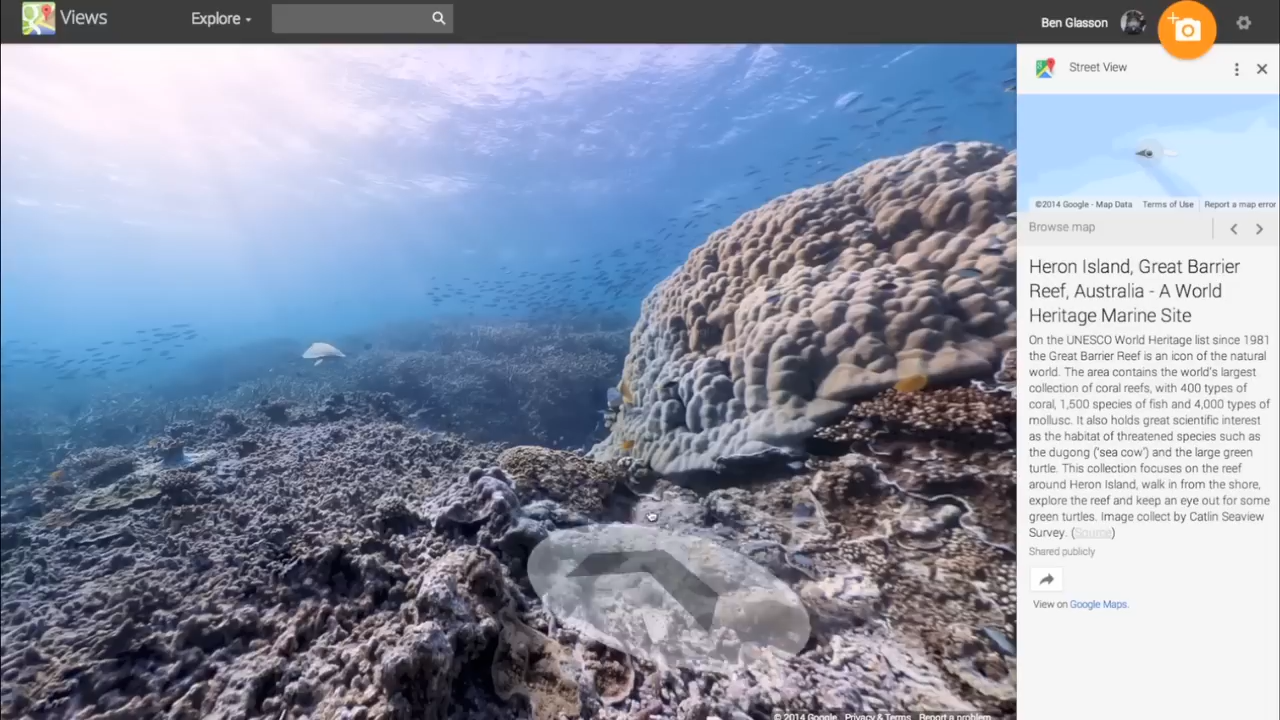 Views
Explore
Ben Glasson
Street View
©2014 Google - Map Data Terms of Use Report a map error
Browse map
Heron Island, Great Barrier
Reef, Australia - A World
Heritage Marine Site
On the UNESCO World Heritage list since 1981
the Great Barrier Reef is an icon of the natural
world. The area contains the world's largest
collection of coral reefs, with 400 types of
coral, 1,500 species of fish and 4,000 types of
mollusc. It also holds great scientific interest
as the habitat of threatened species such as
the dugong ('sea cow') and the large green
turtle. This collection focuses on the reef
around Heron Island, walk in from the shore,
explore the reef and keep an eye out for some
green turtles. Image collect by Catlin Seaview
Survey. (Source)
Shared publicly
View on Google Maps.
© 2014 Google Privacy & Terms Report a problem